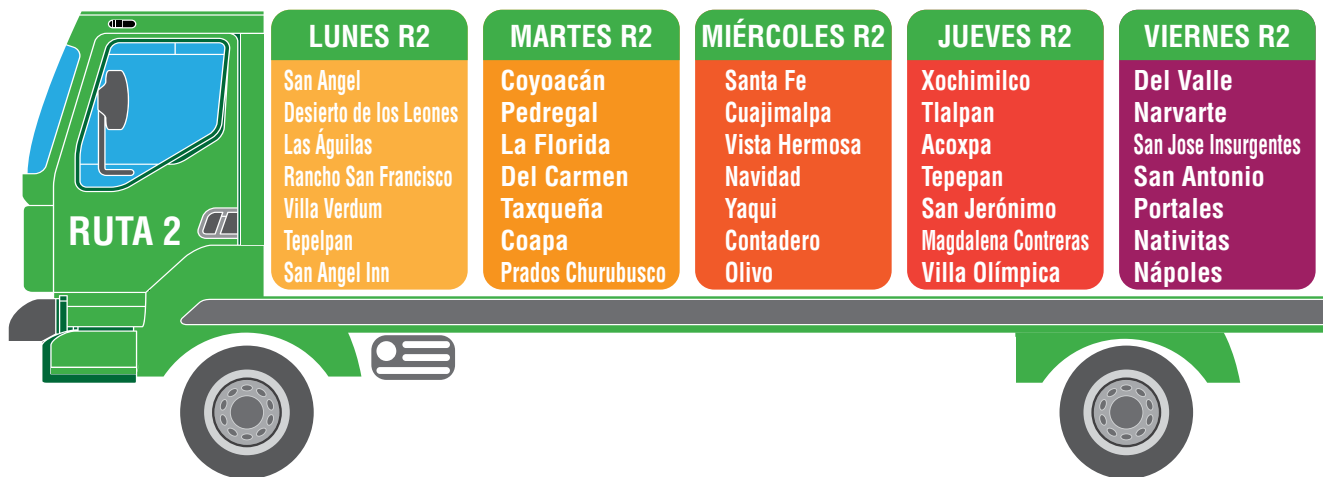 RUTA 2
LUNES R2
San Angel
Desierto de los Leones
Las Águilas
Rancho San Francisco
Villa Verdum
Tepelpan
San Angel Inn
MARTES R2
Coyoacán
Pedregal
La Florida
Del Carmen
Taxqueña
Coapa
Prados Churubusco
MIÉRCOLES R2
Santa Fe
Cuajimalpa
Vista Hermosa
Navidad
Yaqui
Contadero
Olivo
JUEVES R2
Xochimilco
Tlalpan
Acoxpa
Tepepan
San Jerónimo
Magdalena Contreras
Villa Olímpica
VIERNES R2
Del Valle
Narvarte
San Jose Insurgentes
San Antonio
Portales
Nativitas
Nápoles